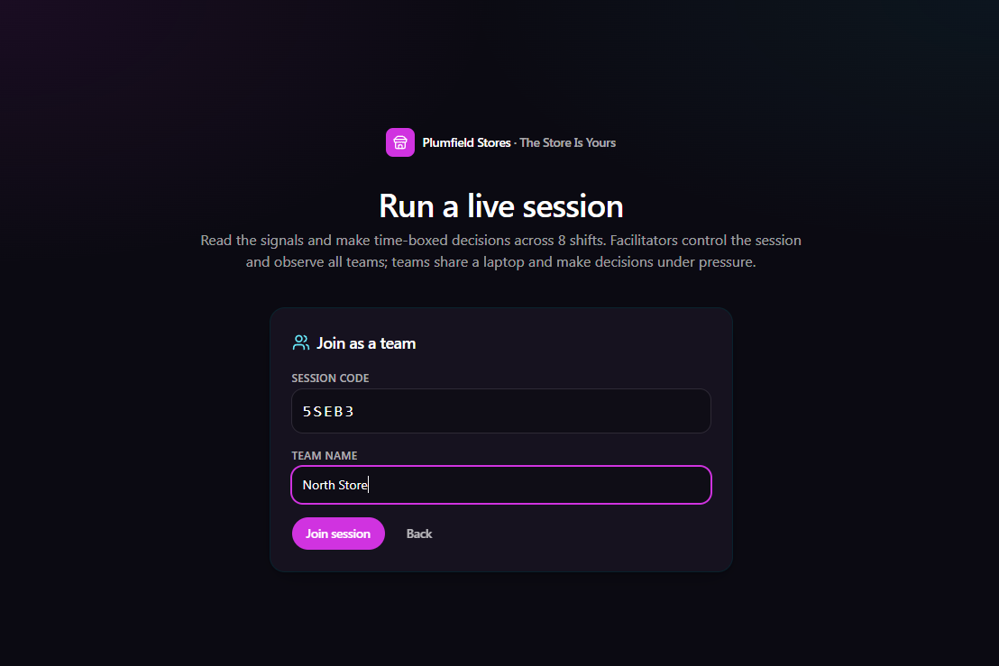 Plumfield Stores · The Store Is Yours
Run a live session
Read the signals and make time-boxed decisions across 8 shifts. Facilitators control the session
and observe all teams; teams share a laptop and make decisions under pressure.
Join as a team
SESSION CODE
5SEB3
TEAM NAME
North Store
Join session Back